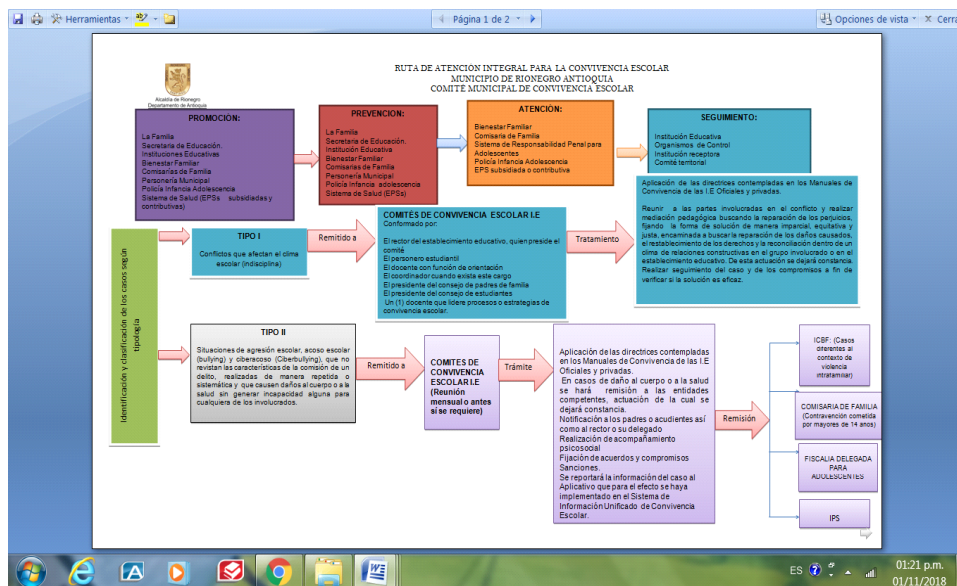 Herramientas
Página 1 de 2
Opciones de vista
Cerra
Alcaldía de Rionegro
Departamento de Antioquia
RUTA DE ATENCIÓN INTEGRAL PARA LA CONVIVENCIA ESCOLAR
MUNICIPIO DE RIONEGRO ANTIOQUIA
COMITÉ MUNICIPAL DE CONVIVENCIA ESCOLAR
PROMOCIÓN:
La Familia
Secretaria de Educación.
Instituciones Educativas
Bienestar Familiar
Comisarías de Familia
Personería Municipal
Policía Infancia Adolescencia
Sistema de Salud (EPSs subsidiadas y
contributivas)
PREVENCION:
La Familia
Secretaria de Educación.
Institución Educativa
Bienestar Familiar
Comisarías de Familia
Personería Municipal
Policía Infancia adolescencia
Sistema de Salud (EPSs)
ATENCIÓN:
Bienestar Familiar
Comisaria de Familia
Sistema de Responsabilidad Penal para
Adolescentes
Policía Infancia Adolescencia
EPS subsidiada o contributiva
SEGUIMIENTO:
Institución Educativa
Organismos de Control
Institución receptora
Comité territorial
Identificación y clasificación de los casos según
tipología
TIPO I
Conflictos que afectan el clima
escolar (indisciplina)
Remitido a
COMITÉS DE CONVIVENCIA ESCOLAR I.E
Conformado por:
El rector del establecimiento educativo, quien preside el
comité
El personero estudiantil
El docente con función de orientación
El coordinador cuando exista este cargo
El presidente del consejo de padres de familia
El presidente del consejo de estudiantes
Un (1) docente que lidere procesos o estrategias de
convivencia escolar.
Tratamiento
Aplicación de las directrices contempladas en los Manuales de
Convivencia de las I.E Oficiales y privadas.
Reunir a las partes involucradas en el conflicto y realizar
mediación pedagógica buscando la reparación de los perjuicios,
fijando la forma de solución de manera imparcial, equitativa y
justa, encaminada a buscar la reparación de los daños causados,
el establecimiento de los derechos y la reconciliación dentro de un
clima de relaciones constructivas en el grupo involucrado o en el
establecimiento educativo. De esta actuación se dejará constancia.
Realizar seguimiento del caso y de los compromisos a fin de
verificar si la solución es eficaz.
TIPO II
Situaciones de agresión escolar, acoso escolar
(bullying) y ciberacoso (Ciberbullying), que no
revistan las características de la comisión de un
delito, realizadas de manera repetida o
sistemática y que causen daños al cuerpo o a la
salud sin generar incapacidad alguna para
cualquiera de los involucrados.
Remitido a
COMITES DE
CONVIVENCIA
ESCOLAR I.E
(Reunión
mensual o antes
si se requiere)
Trámite
Aplicación de las directrices contempladas
en los Manuales de Convivencia de las I.E
Oficiales y privadas.
En casos de daño al cuerpo o a la salud
se hará remisión a las entidades
competentes, actuación de la cual se
dejará constancia.
Notificación a los padres o acudientes así
como al rector o su delegado
Realización de acompañamiento
psicosocial
Fijación de acuerdos y compromisos
Sanciones.
Se reportará la información del caso al
Aplicativo que para el efecto se haya
implementado en el Sistema de
Información Unificado de Convivencia
Escolar.
Remisión
ICBF: (Casos
diferentes al
contexto de
violencia
intrafamiliar)
COMISARIA DE FAMILIA
(Contravención cometida
por mayores de 14 anos)
FISCALIA DELEGADA
PARA
ADOLESCENTES
IPS
ES
01:21 p.m.
01/11/2018